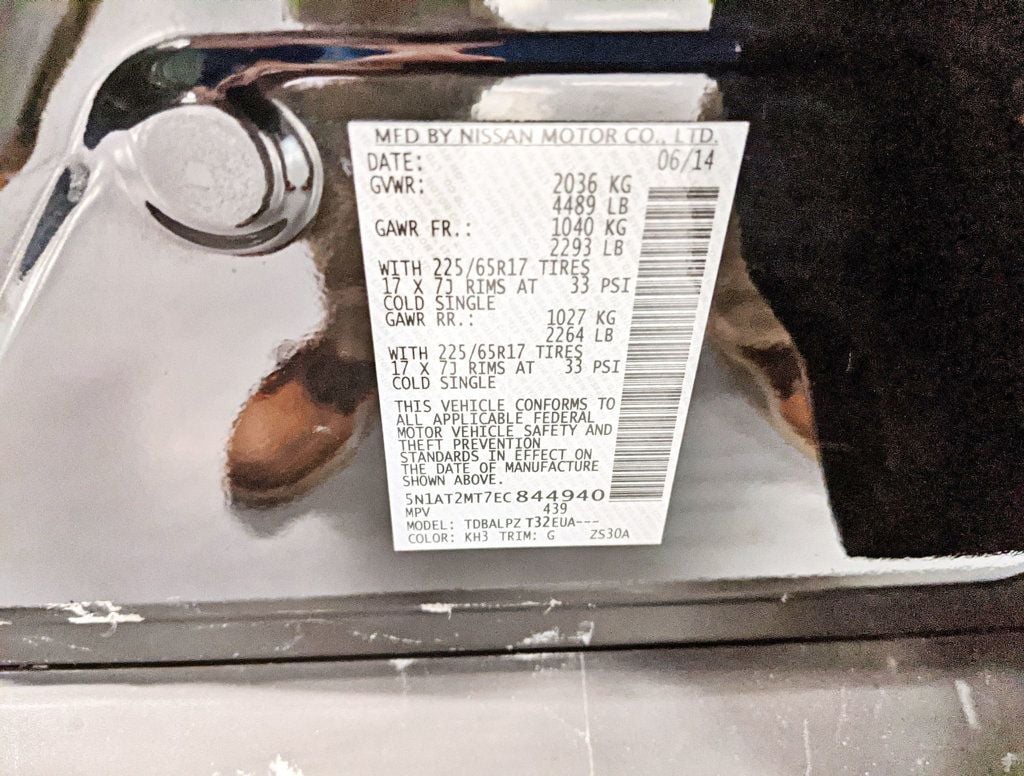 MFD BY NISSAN MOTOR CO., LTD.
DATE: 06/14
GVWR: 2036 KG
4489 LB
GAWR FR.: 1040 KG
2293 LB
WITH 225/65R17 TIRES
17 X 7J RIMS AT 33 PSI
COLD SINGLE
GAWR RR.: 1027 KG
2264 LB
WITH 225/65R17 TIRES
17 X 7J RIMS AT 33 PSI
COLD SINGLE
THIS VEHICLE CONFORMS TO
ALL APPLICABLE FEDERAL
MOTOR VEHICLE SAFETY AND
THEFT PREVENTION
STANDARDS IN EFFECT ON
THE DATE OF MANUFACTURE
SHOWN ABOVE.
5N1AT2MT7EC844940
MPV 439
MODEL: TDBALPZ T32EUA---
COLOR: KH3 TRIM: G ZS30A